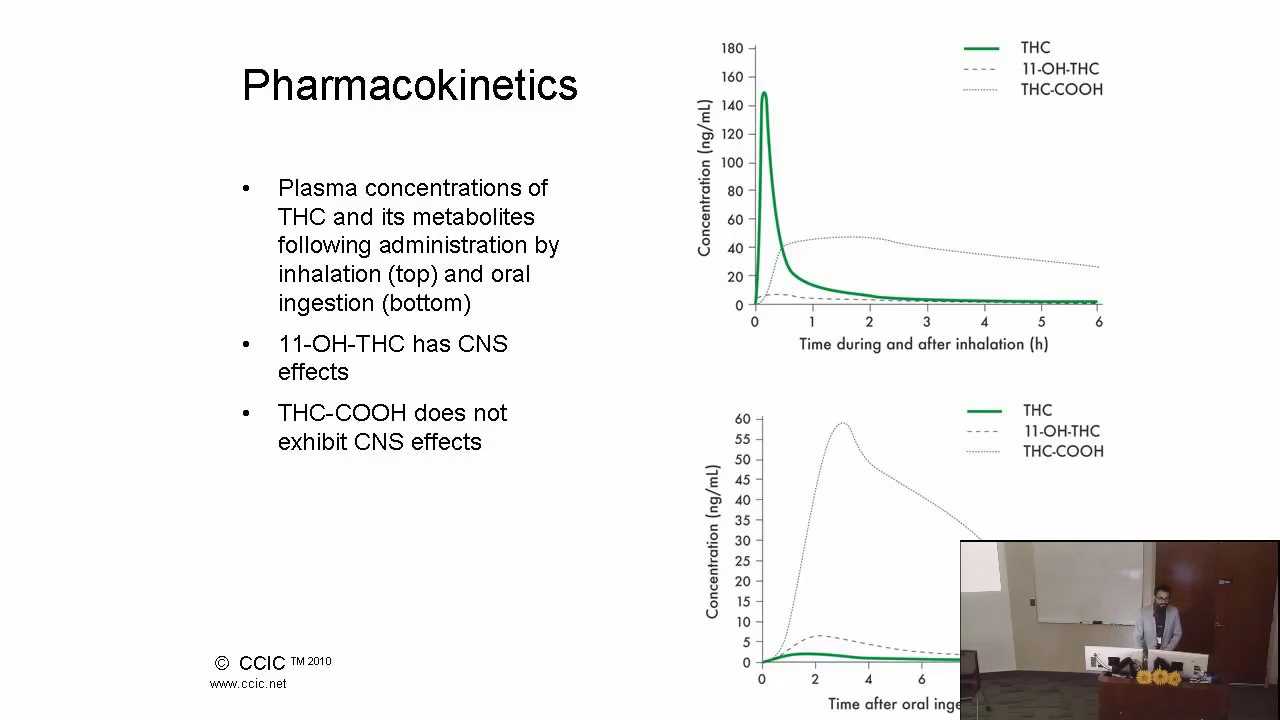 Pharmacokinetics
• Plasma concentrations of
THC and its metabolites
following administration by
inhalation (top) and oral
ingestion (bottom)
• 11-OH-THC has CNS
effects
• THC-COOH does not
exhibit CNS effects
© CCIC TM 2010
www.ccic.net
THC
11-OH-THC
THC-COOH
Concentration (ng/mL)
180
160
140
120
100
80
60
40
20
0
0 1 2 3 4 5 6
Time during and after inhalation (h)
THC
11-OH-THC
THC-COOH
Concentration (ng/mL)
60
55
50
45
40
35
30
25
20
15
10
5
0
0 2 4 6
Time after oral inge